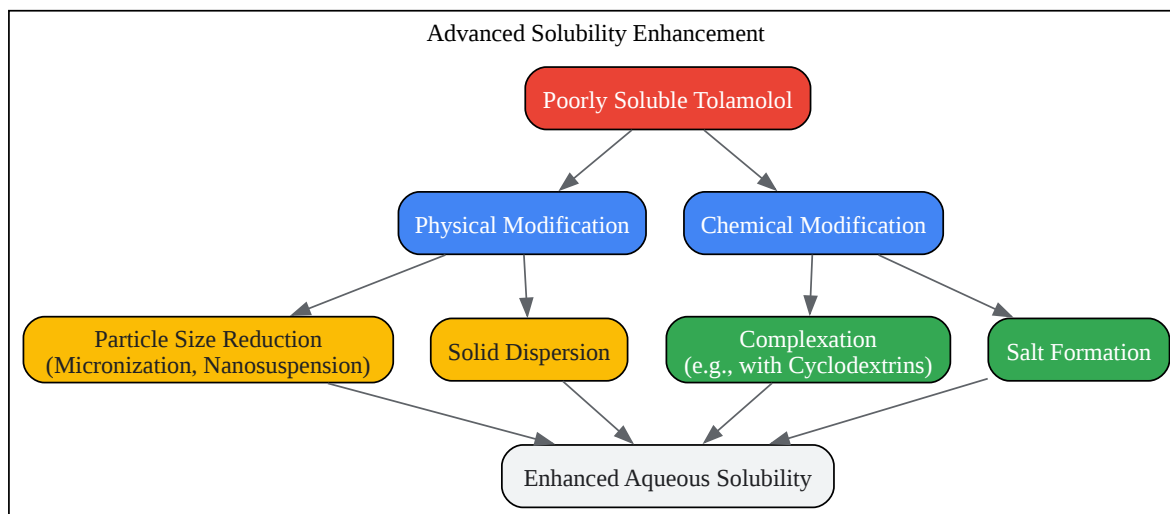 Advanced Solubility Enhancement
Poorly Soluble Tolamolol
Physical Modification
Chemical Modification
Particle Size Reduction
(Micronization, Nanosuspension)
Solid Dispersion
Complexation
(e.g., with Cyclodextrins)
Salt Formation
Enhanced Aqueous Solubility